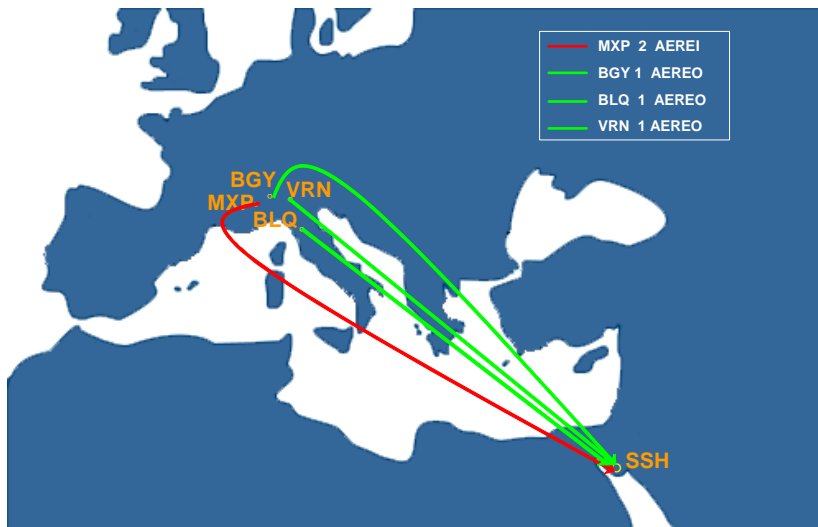 MXP 2 AEREI
BGY 1 AEREO
BLQ 1 AEREO
VRN 1 AEREO
BGY
VRN
MXP
BLQ
SSH